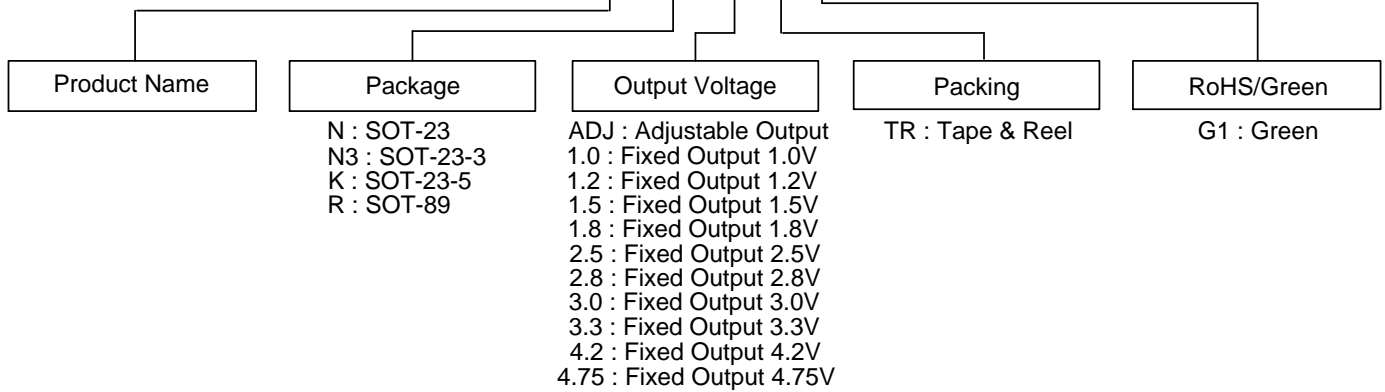 Product Name
Package
N : SOT-23
N3 : SOT-23-3
K : SOT-23-5
R : SOT-89
Output Voltage
ADJ : Adjustable Output
1.0 : Fixed Output 1.0V
1.2 : Fixed Output 1.2V
1.5 : Fixed Output 1.5V
1.8 : Fixed Output 1.8V
2.5 : Fixed Output 2.5V
2.8 : Fixed Output 2.8V
3.0 : Fixed Output 3.0V
3.3 : Fixed Output 3.3V
4.2 : Fixed Output 4.2V
4.75 : Fixed Output 4.75V
Packing
TR : Tape & Reel
RoHS/Green
G1 : Green